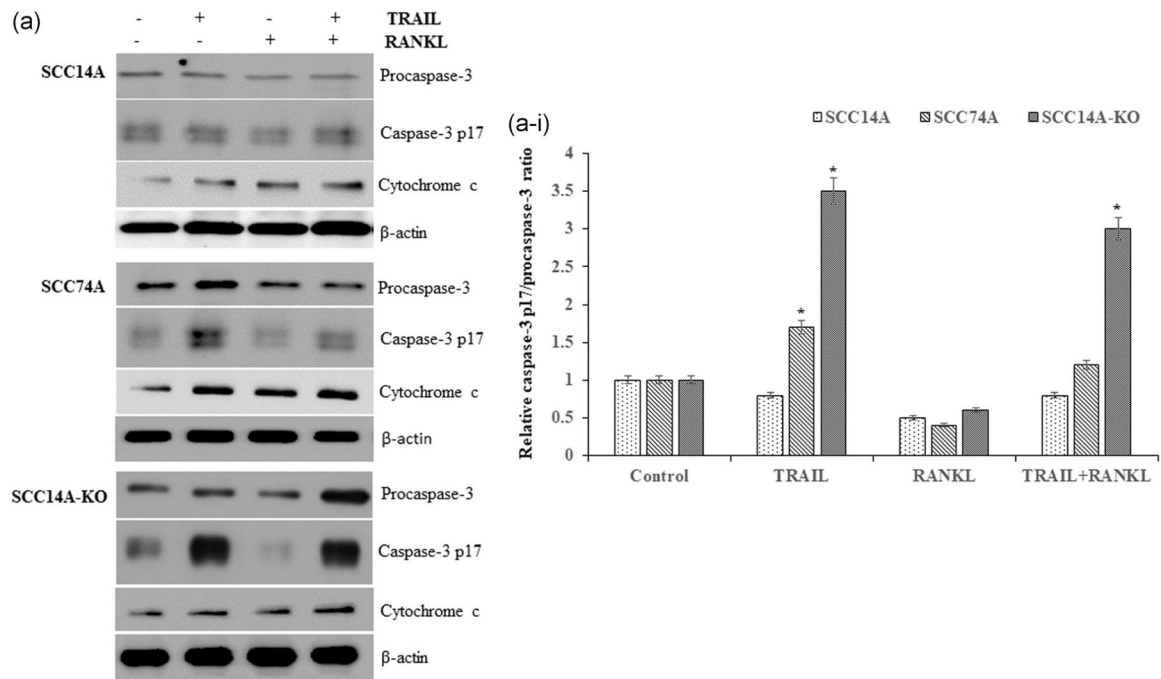 (a)
- + - + TRAIL
- - + + RANKL
SCC14A
Procaspase-3
Caspase-3 p17
Cytochrome c
β-actin
SCC74A
Procaspase-3
Caspase-3 p17
Cytochrome c
β-actin
SCC14A-KO
Procaspase-3
Caspase-3 p17
Cytochrome c
β-actin
(a-i)
SCC14A SCC74A SCC14A-KO
Relative caspase-3 p17/procaspase-3 ratio
4
3.5
3
2.5
2
1.5
1
0.5
0
* * *
Control TRAIL RANKL TRAIL+RANKL